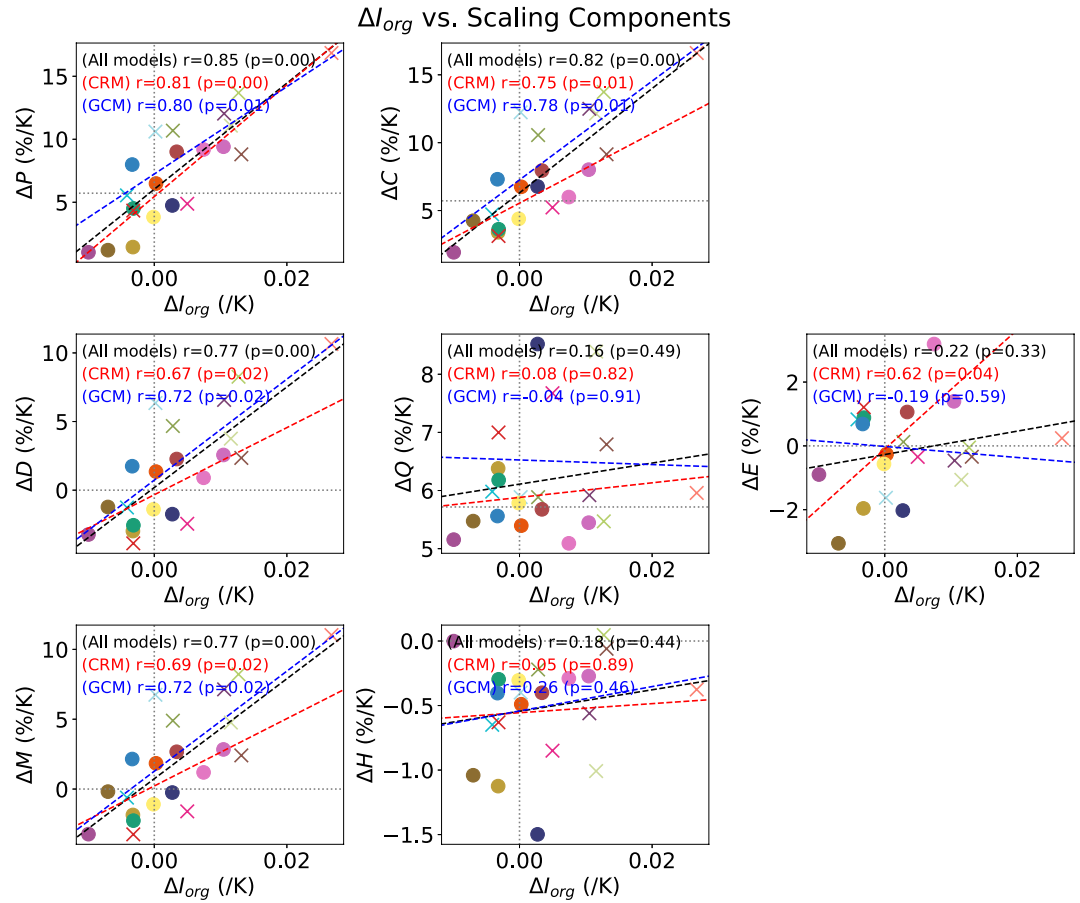 ΔI_org vs. Scaling Components
(All models) r=0.85 (p=0.00)
(CRM) r=0.81 (p=0.00)
(GCM) r=0.80 (p=0.01)
ΔP (%/K)
15
10
5
0.00
0.02
ΔI_org (/K)
(All models) r=0.82 (p=0.00)
(CRM) r=0.75 (p=0.01)
(GCM) r=0.78 (p=0.01)
ΔC (%/K)
15
10
5
0.00
0.02
ΔI_org (/K)
(All models) r=0.77 (p=0.00)
(CRM) r=0.67 (p=0.02)
(GCM) r=0.72 (p=0.02)
ΔD (%/K)
10
5
0
0.00
0.02
ΔI_org (/K)
(All models) r=0.16 (p=0.49)
(CRM) r=0.08 (p=0.82)
(GCM) r=-0.04 (p=0.91)
ΔQ (%/K)
8
7
6
5
0.00
0.02
ΔI_org (/K)
(All models) r=0.22 (p=0.33)
(CRM) r=0.62 (p=0.04)
(GCM) r=-0.19 (p=0.59)
ΔE (%/K)
2
0
−2
0.00
0.02
ΔI_org (/K)
(All models) r=0.77 (p=0.00)
(CRM) r=0.69 (p=0.02)
(GCM) r=0.72 (p=0.02)
ΔM (%/K)
10
5
0
0.00
0.02
ΔI_org (/K)
(All models) r=0.18 (p=0.44)
(CRM) r=0.05 (p=0.89)
(GCM) r=0.26 (p=0.46)
ΔH (%/K)
0.0
−0.5
−1.0
−1.5
0.00
0.02
ΔI_org (/K)